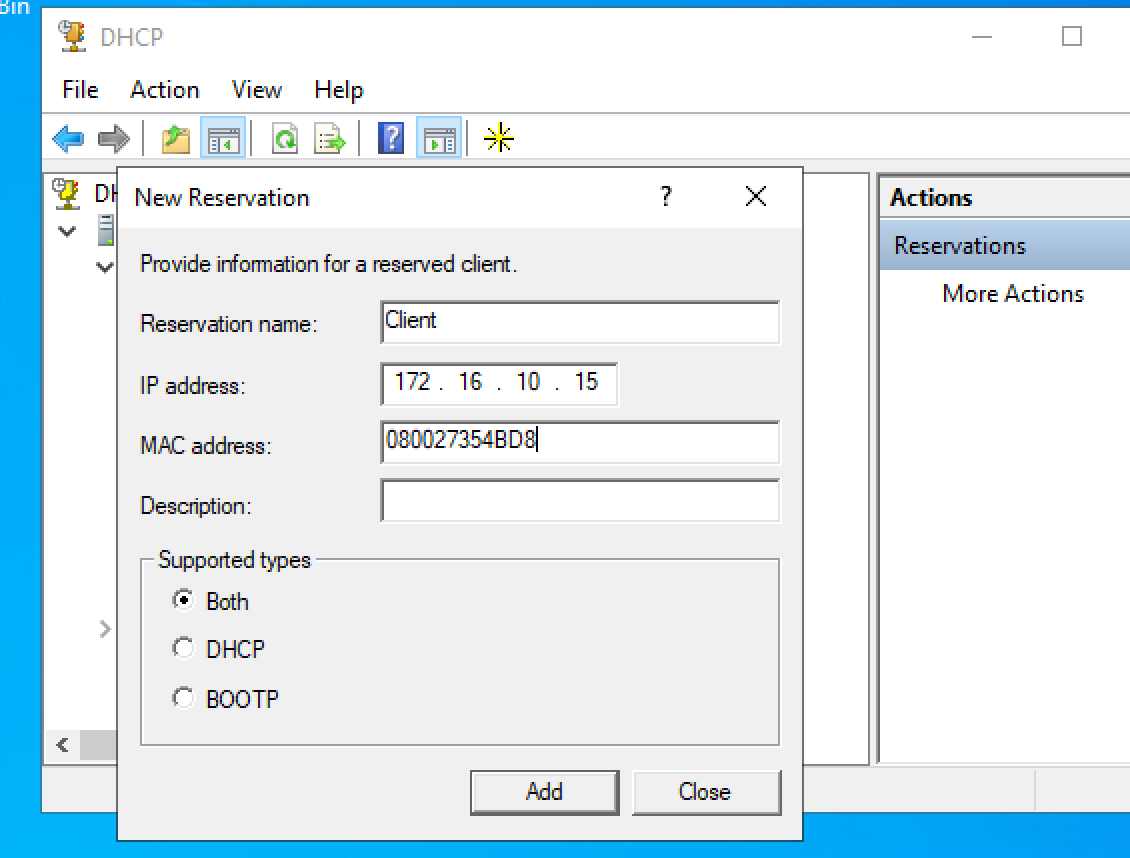 Bin
DHCP
File Action View Help
DH
New Reservation
?
Actions
Reservations
More Actions
Provide information for a reserved client.
Reservation name: Client
IP address: 172 . 16 . 10 . 15
MAC address: 080027354BD8
Description:
Supported types
Both
DHCP
BOOTP
Add Close